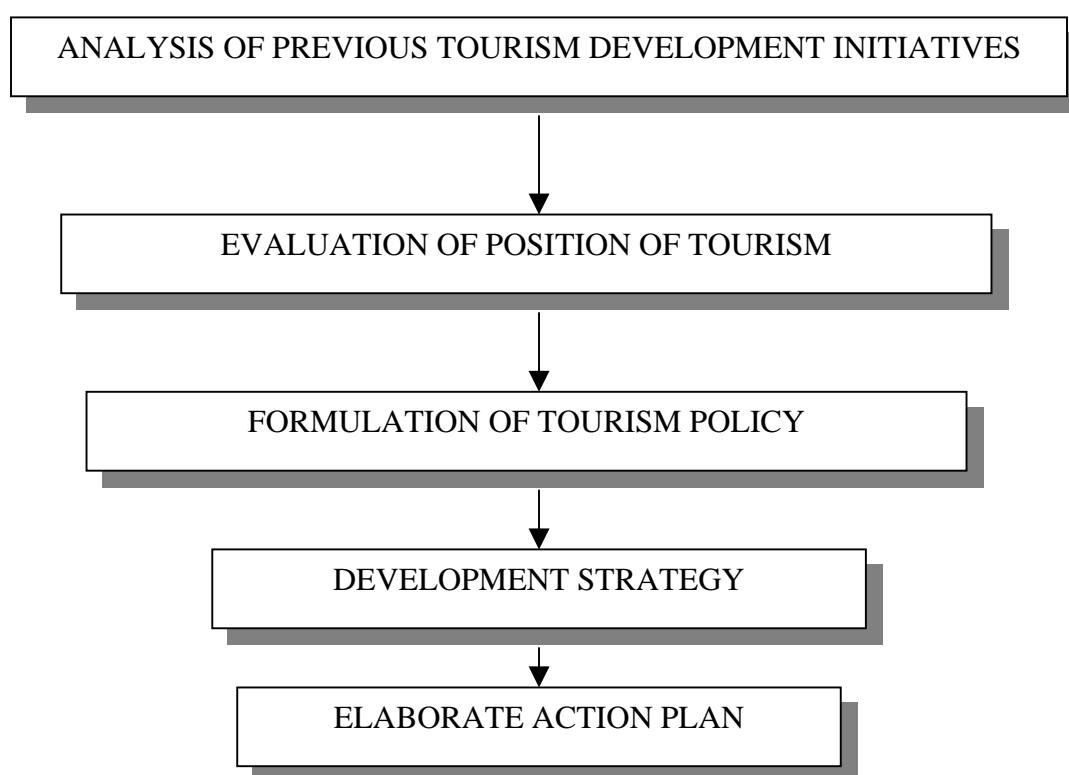 ANALYSIS OF PREVIOUS TOURISM DEVELOPMENT INITIATIVES
EVALUATION OF POSITION OF TOURISM
FORMULATION OF TOURISM POLICY
DEVELOPMENT STRATEGY
ELABORATE ACTION PLAN